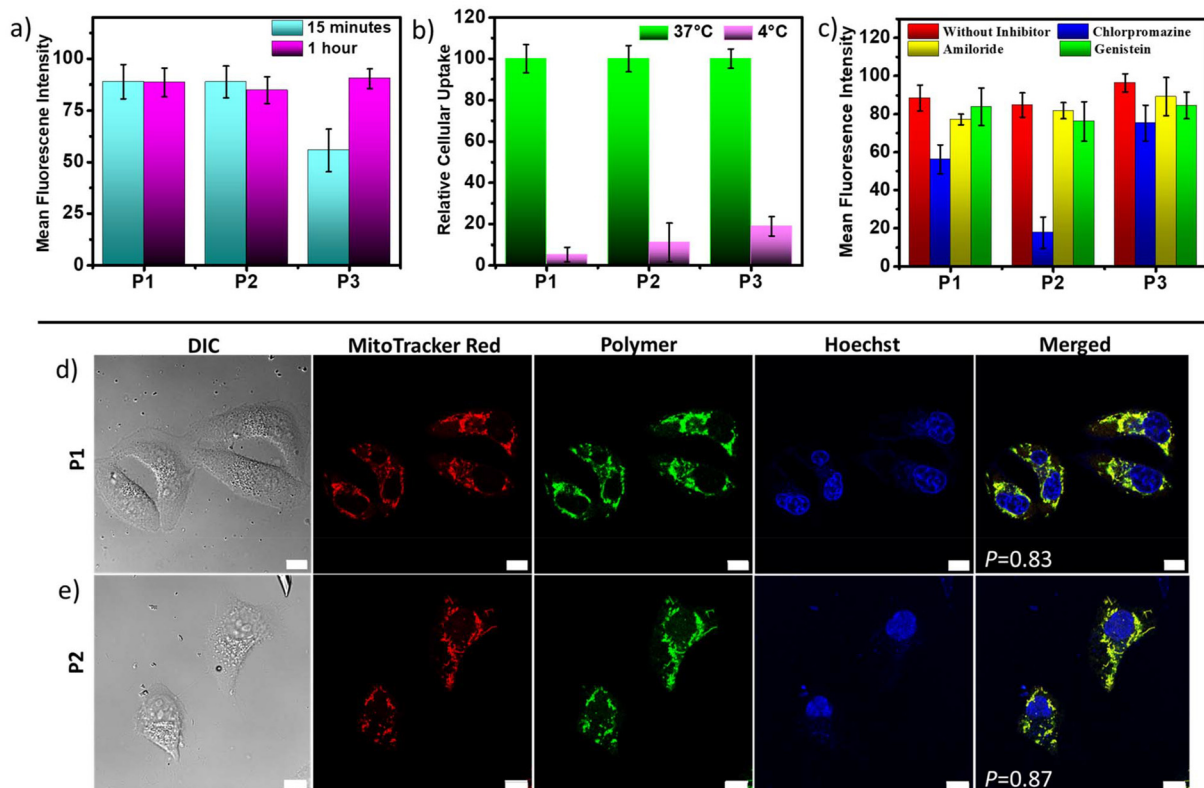 a)
15 minutes
1 hour
Mean Fluorescene Intensity
100
75
50
25
0
P1 P2 P3
b)
37°C 4°C
Relative Cellular Uptake
120
100
80
60
40
20
0
P1 P2 P3
c)
Without Inhibitor Chlorpromazine
Amiloride Genistein
Mean Fluoresence Intensity
120
100
80
60
40
20
0
P1 P2 P3
DIC MitoTracker Red Polymer Hoechst Merged
d)
P1
P=0.83
e)
P2
P=0.87